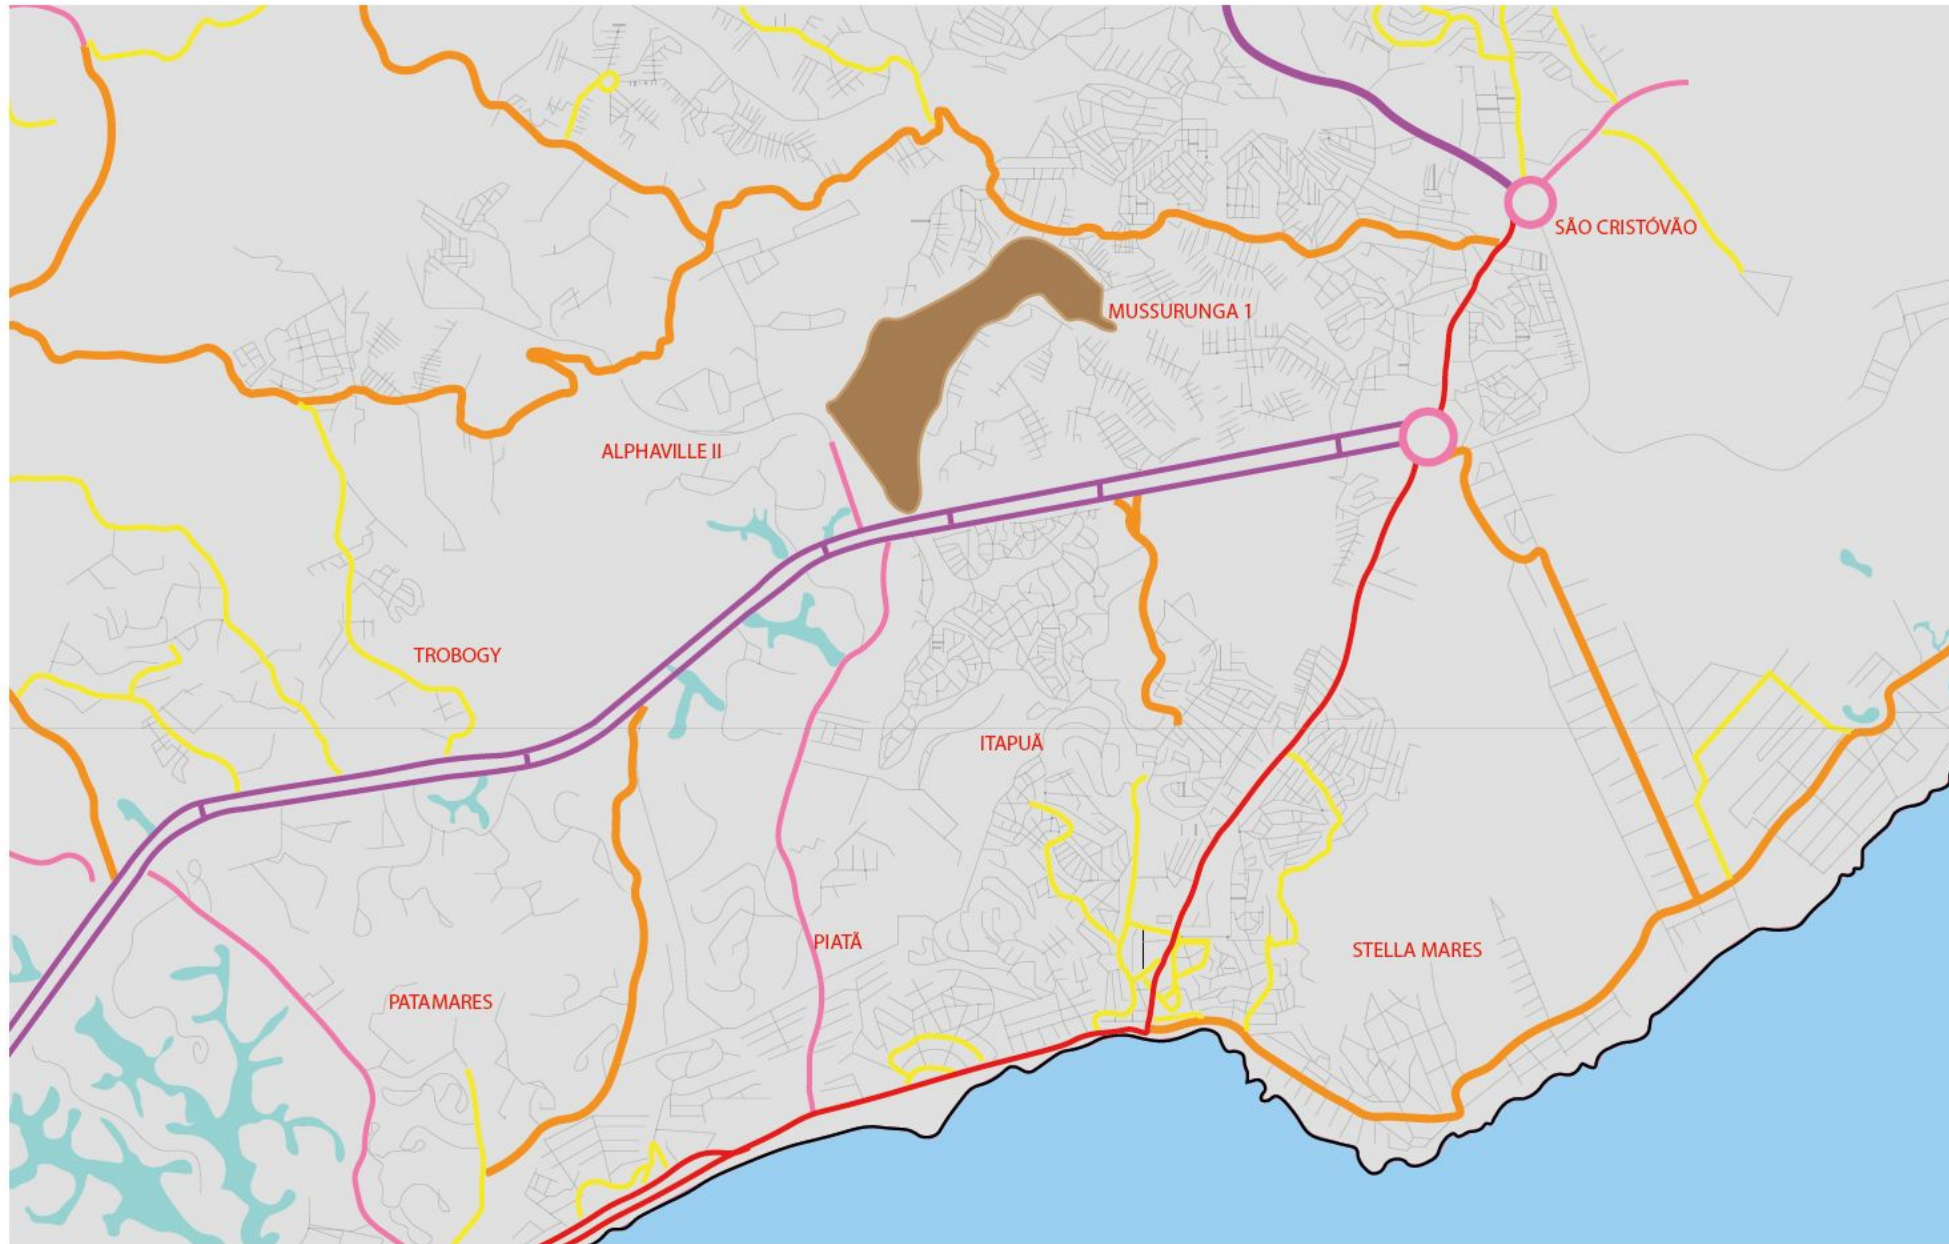 SÃO CRISTÓVÃO
MUSSURUNGA 1
ALPHAVILLE II
TROBOGY
ITAPUÃ
PIATÃ
STELLA MARES
PATAMARES